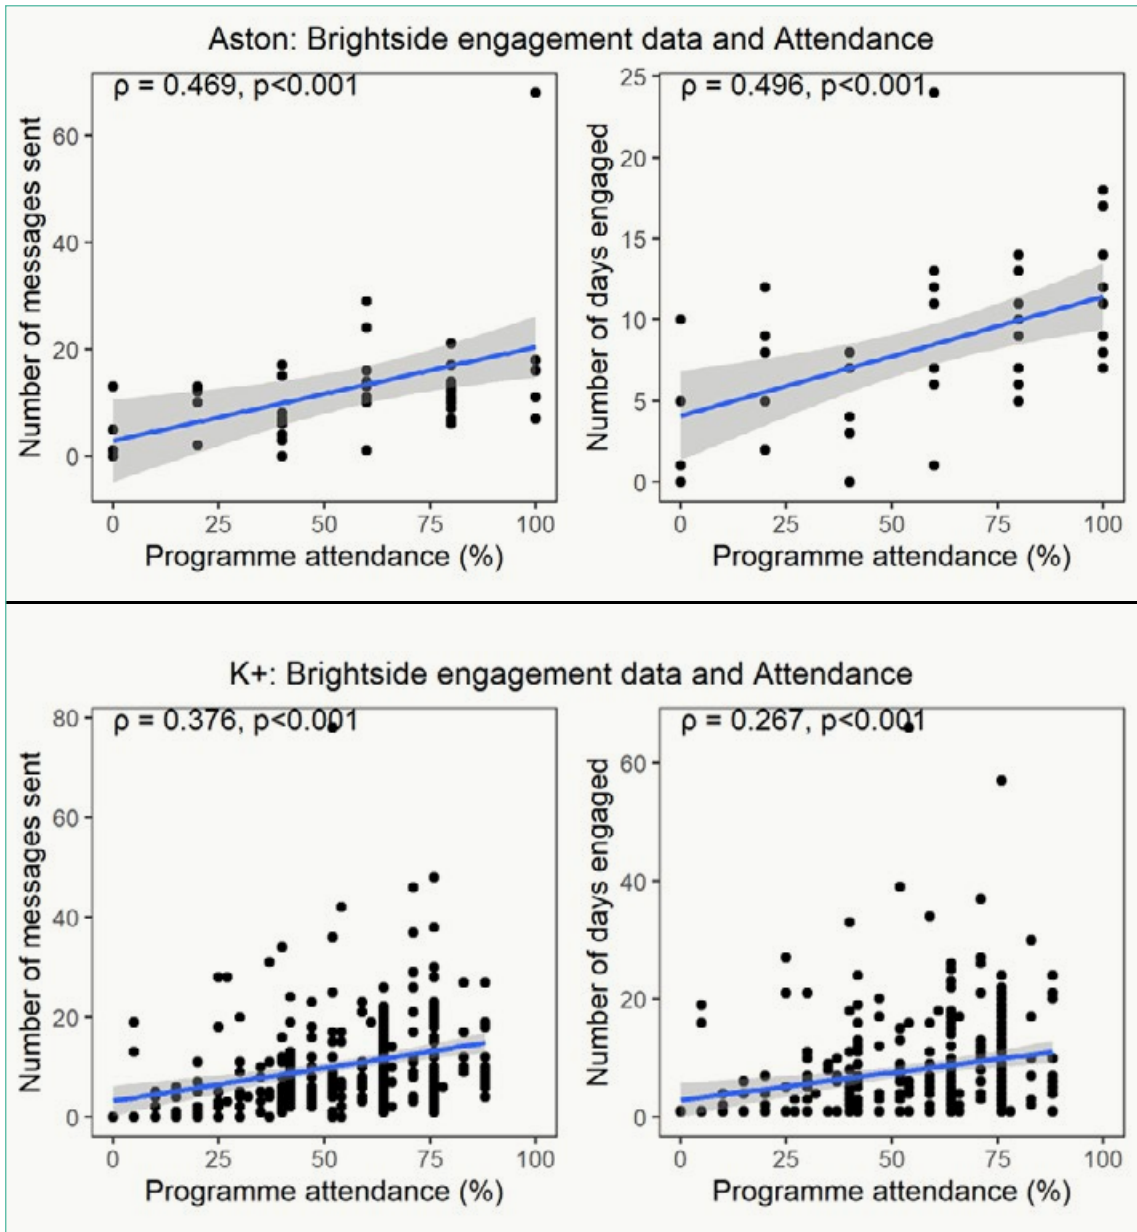 Aston: Brightside engagement data and Attendance
ρ = 0.469, p<0.001
Number of messages sent
60
40
20
0
0 25 50 75 100
Programme attendance (%)
ρ = 0.496, p<0.001
Number of days engaged
25
20
15
10
5
0
0 25 50 75 100
Programme attendance (%)
K+: Brightside engagement data and Attendance
ρ = 0.376, p<0.001
Number of messages sent
80
60
40
20
0
0 25 50 75 100
Programme attendance (%)
ρ = 0.267, p<0.001
Number of days engaged
60
40
20
0
0 25 50 75 100
Programme attendance (%)